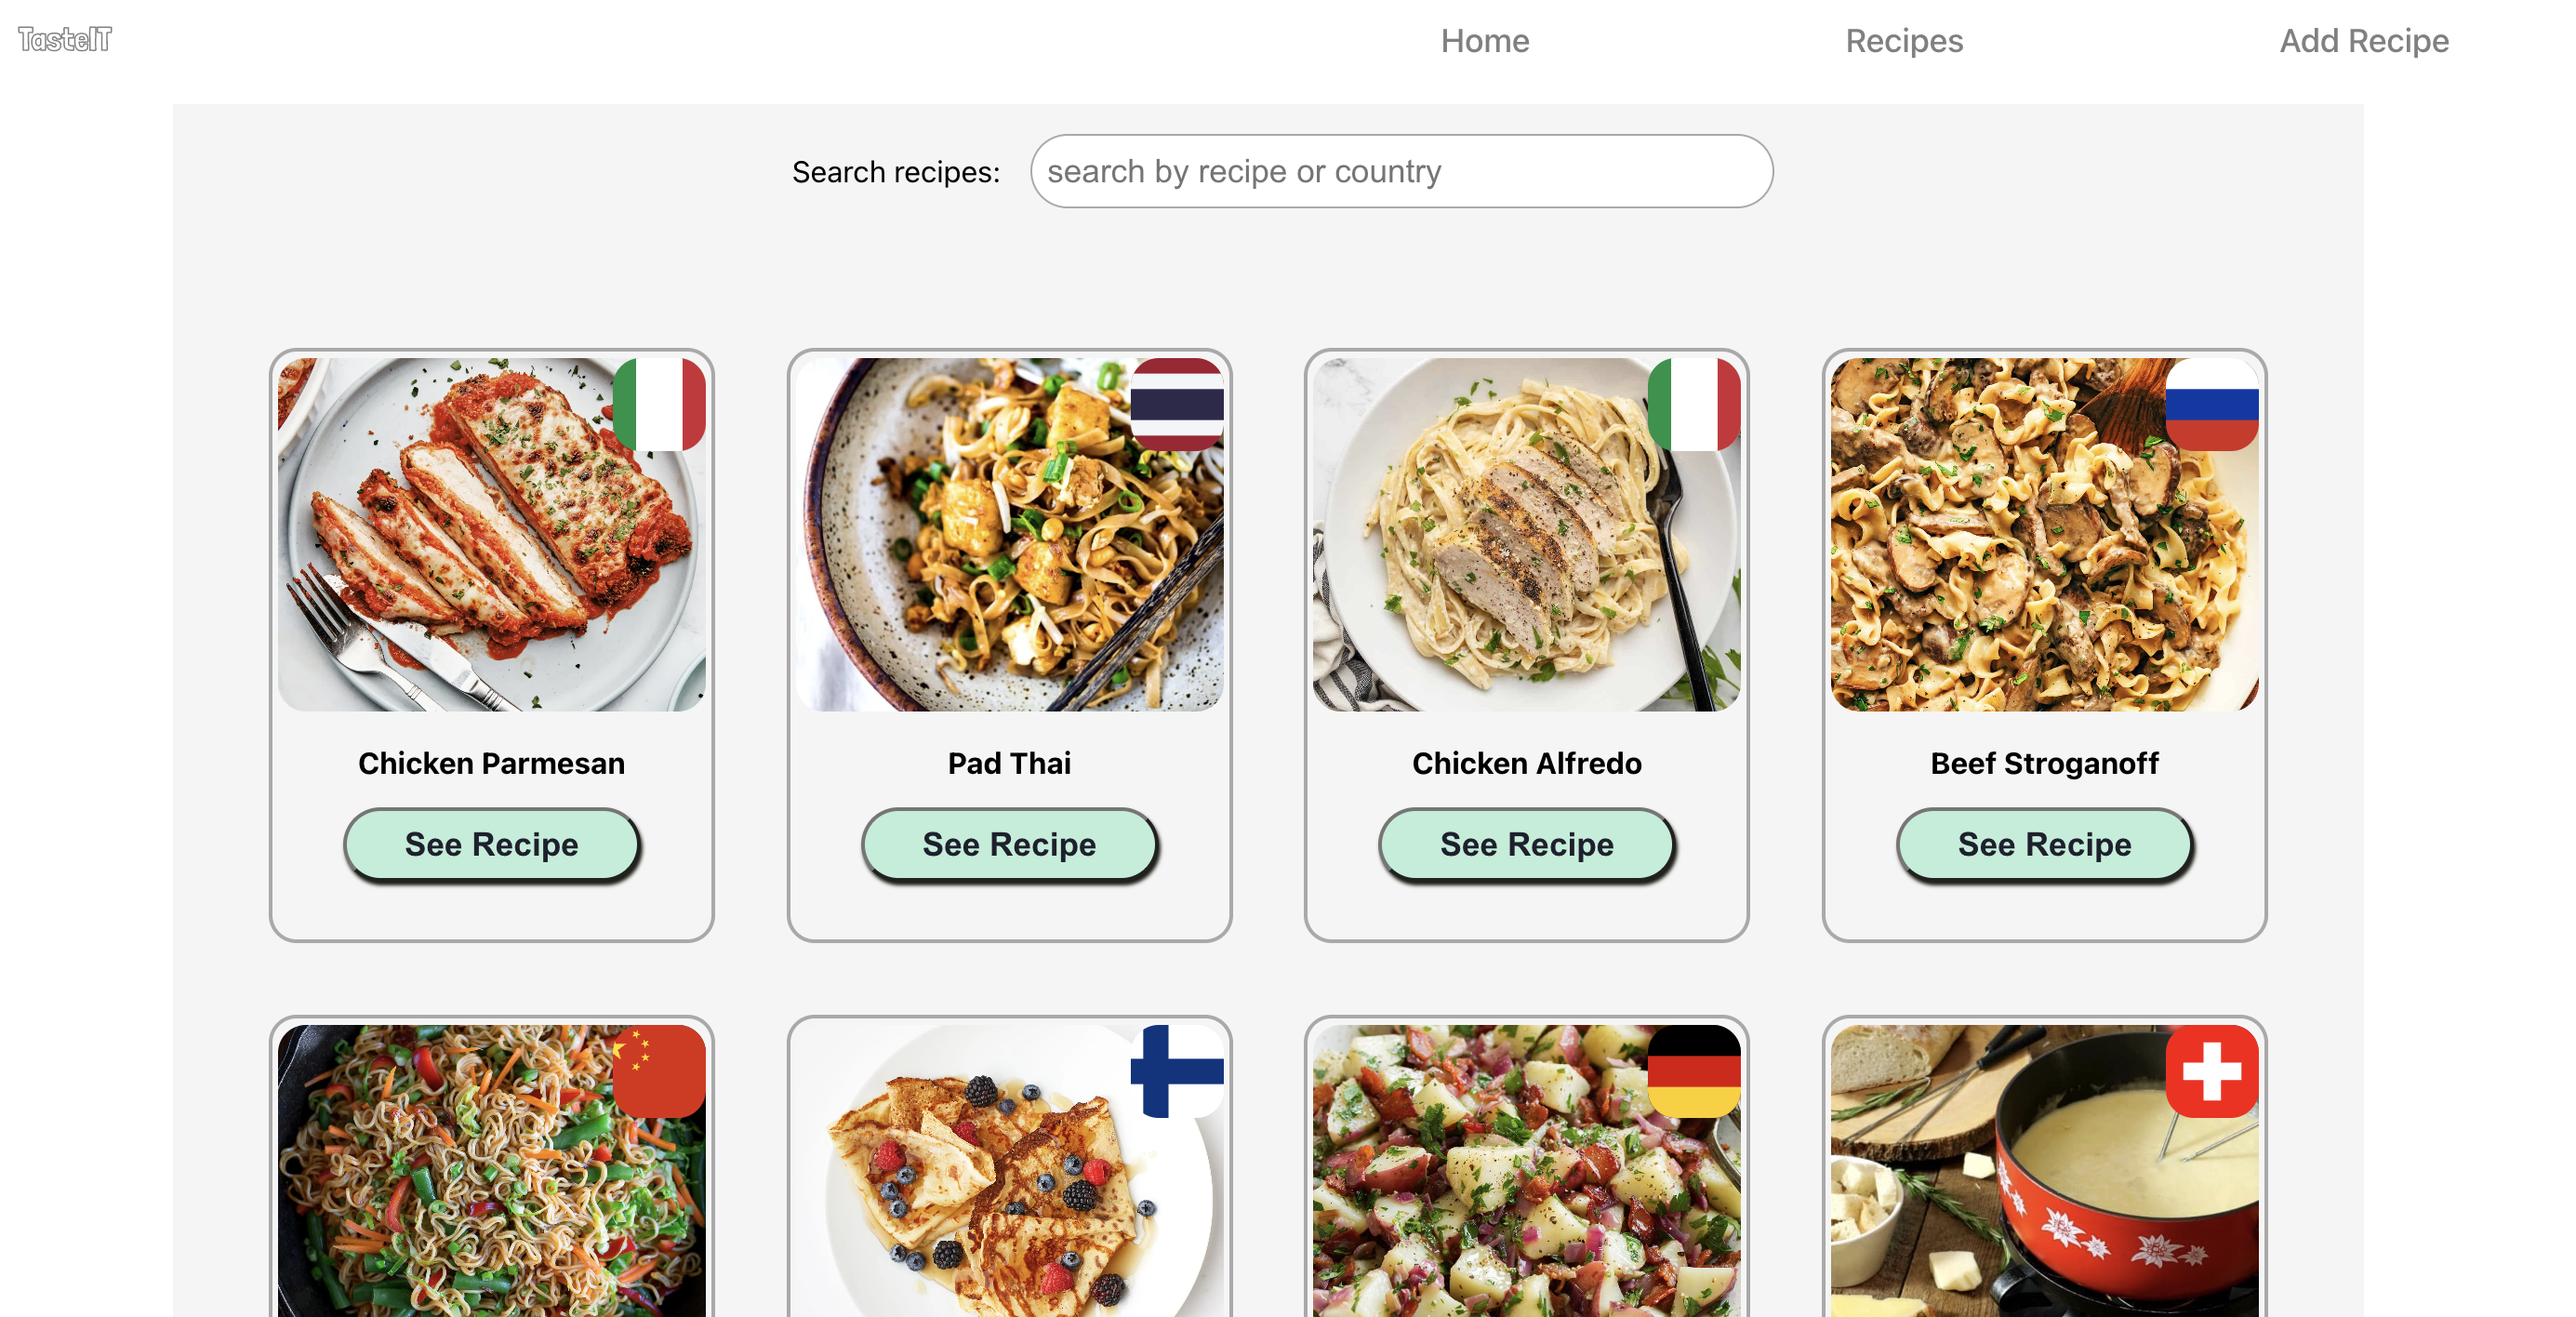 TasteIT
Home
Recipes
Add Recipe
Search recipes:
search by recipe or country
Chicken Parmesan
Pad Thai
Chicken Alfredo
Beef Stroganoff
See Recipe
See Recipe
See Recipe
See Recipe